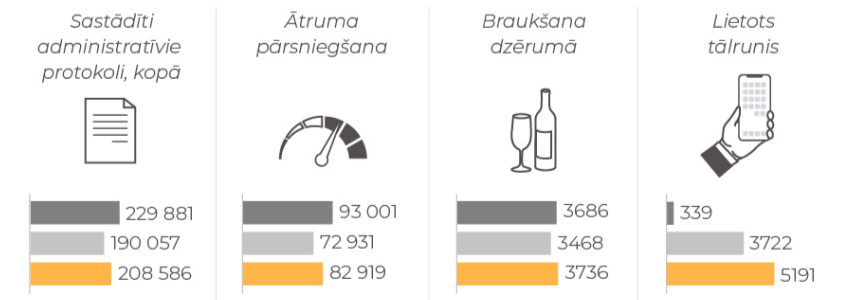 Sastādīti
administratīvie
protokoli, kopā
229 881
190 057
208 586
Ātruma
pārsniegšana
93 001
72 931
82 919
Braukšana
dzērumā
3686
3468
3736
Lietots
tālrunis
339
3722
5191